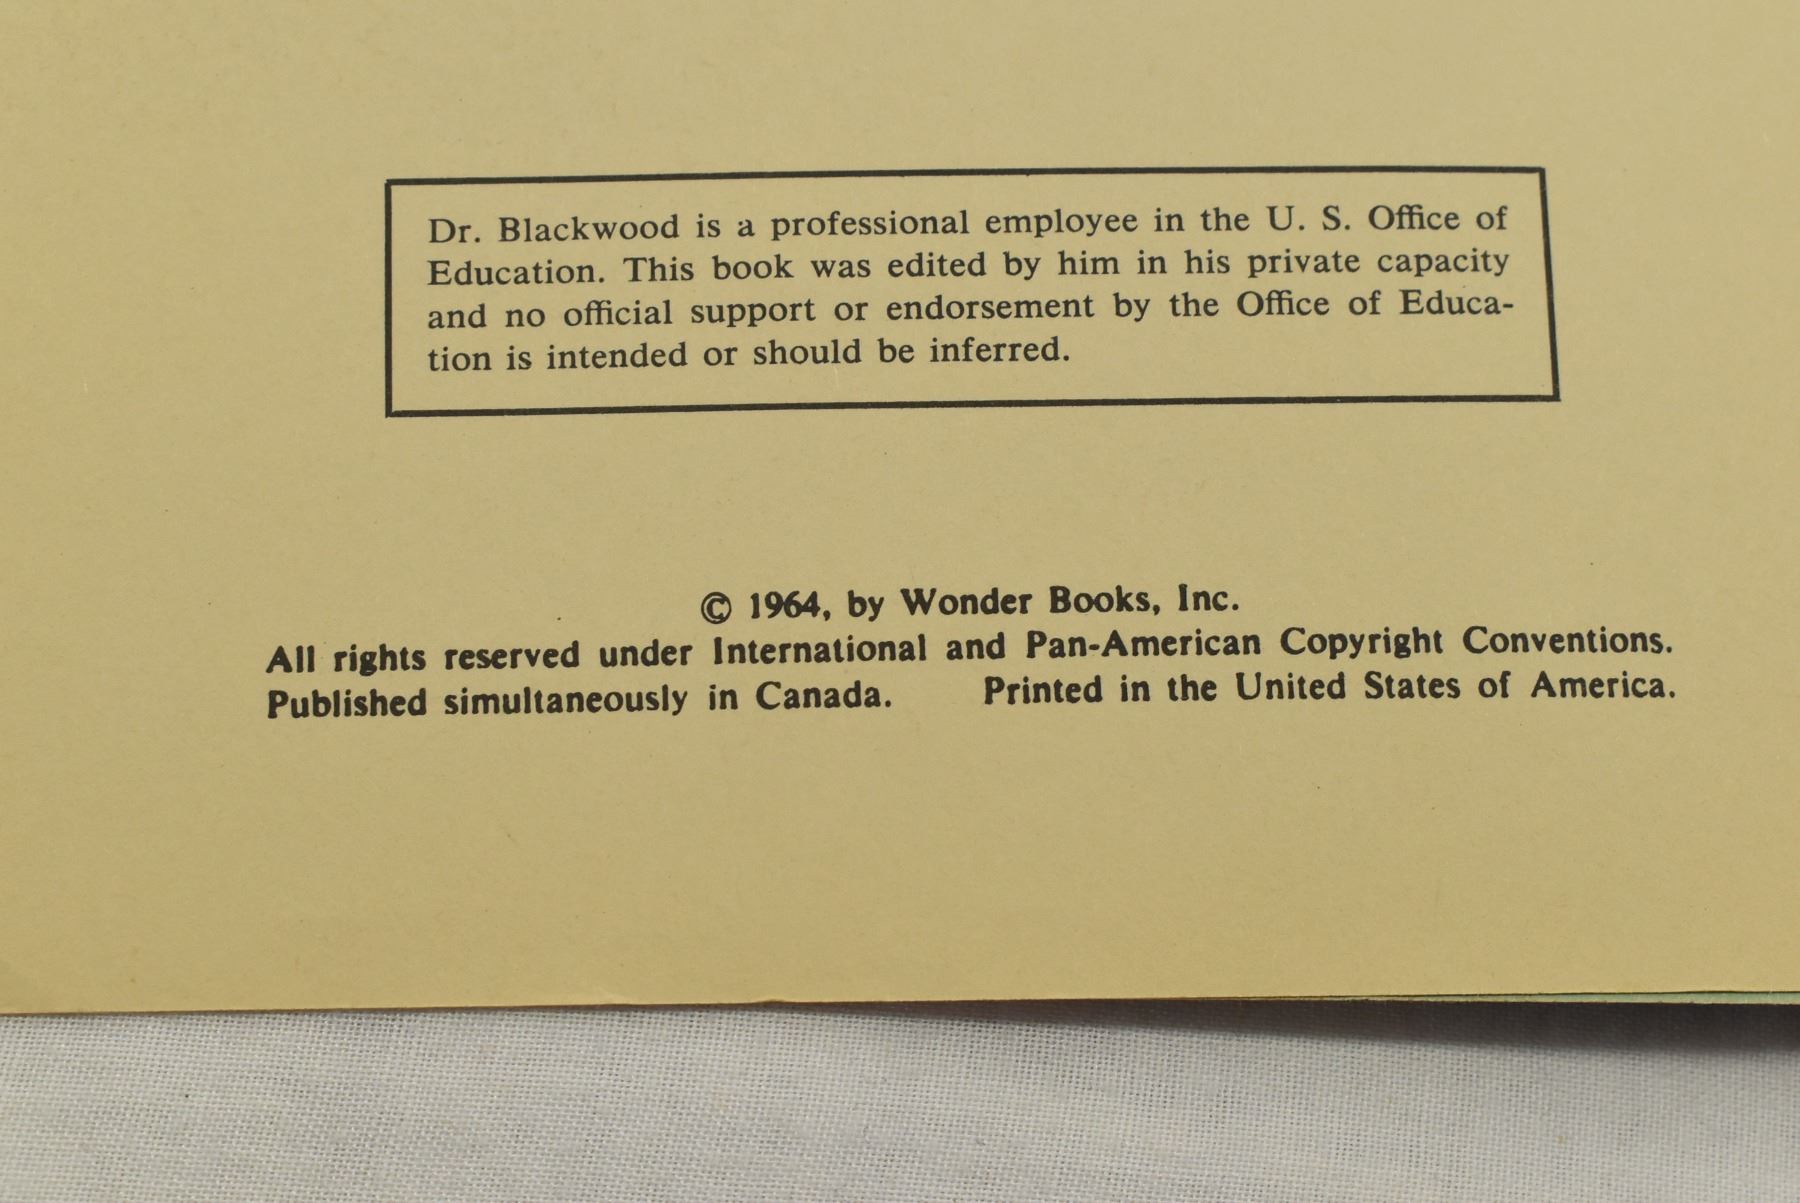 Dr. Blackwood is a professional employee in the U. S. Office of
Education. This book was edited by him in his private capacity
and no official support or endorsement by the Office of Educa-
tion is intended or should be inferred.
© 1964, by Wonder Books, Inc.
All rights reserved under International and Pan-American Copyright Conventions.
Published simultaneously in Canada. Printed in the United States of America.